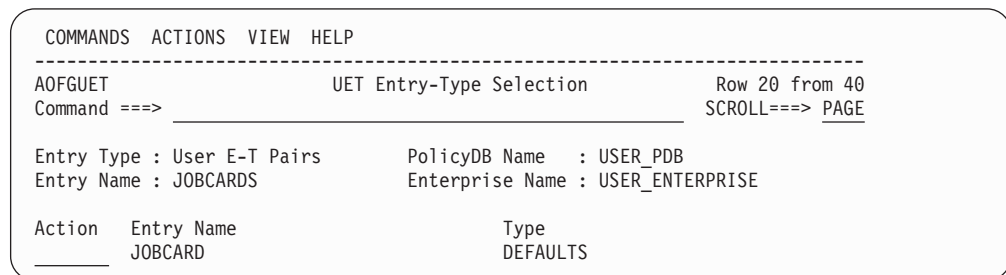 COMMANDS ACTIONS VIEW HELP
-------------------------------------------------------------------------------
AOFGUET UET Entry-Type Selection Row 20 from 40
Command ===> SCROLL===> PAGE
Entry Type : User E-T Pairs PolicyDB Name : USER_PDB
Entry Name : JOBCARDS Enterprise Name : USER_ENTERPRISE
Action Entry Name Type
JOBCARD DEFAULTS